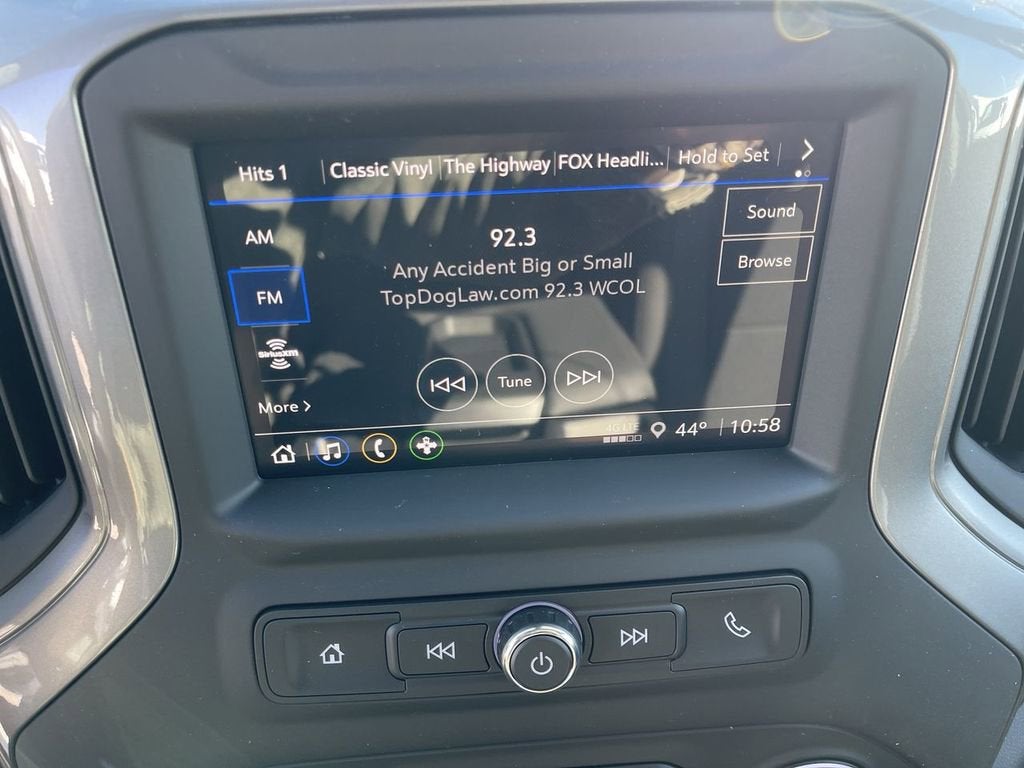 Hits 1 Classic Vinyl The Highway FOX Headli... Hold to Set
AM
92.3
Sound
Any Accident Big or Small
Browse
FM
TopDogLaw.com 92.3 WCOL
SiriusXM
Tune
More
4G LTE 44° 10:58